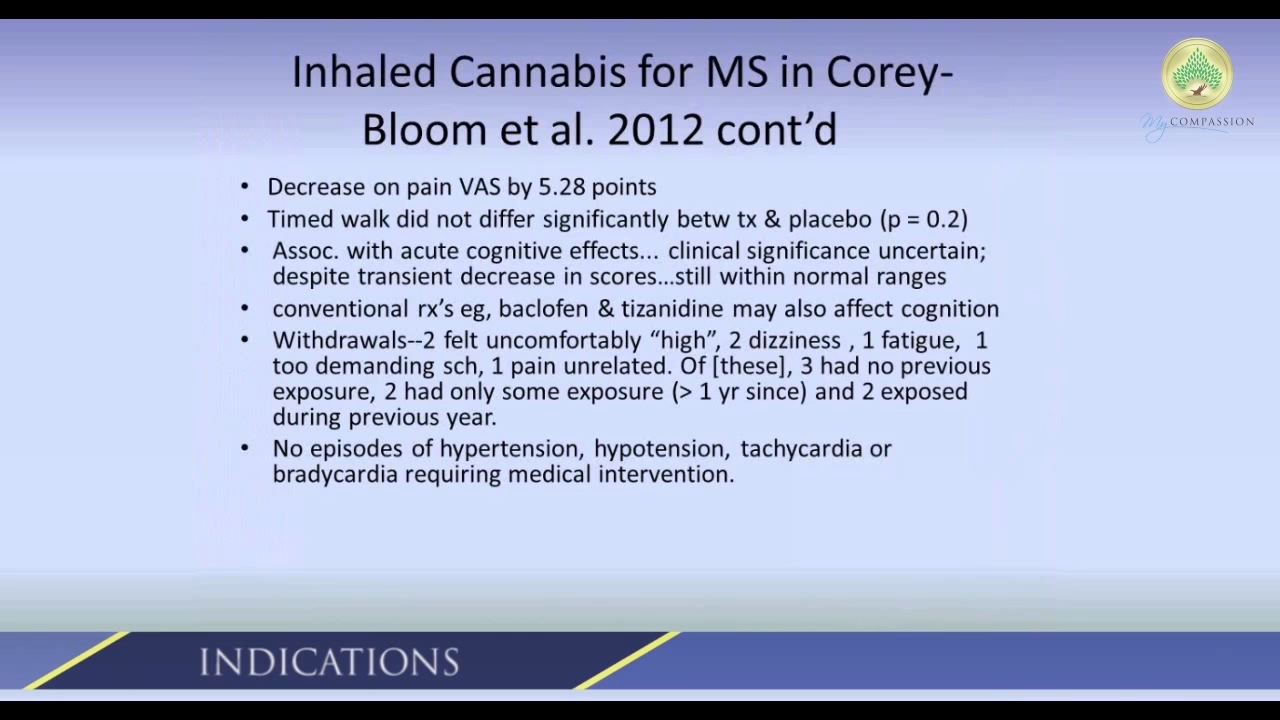 Inhaled Cannabis for MS in Corey-
Bloom et al. 2012 cont’d
My COMPASSION
• Decrease on pain VAS by 5.28 points
• Timed walk did not differ significantly betw tx & placebo (p = 0.2)
• Assoc. with acute cognitive effects... clinical significance uncertain;
despite transient decrease in scores…still within normal ranges
• conventional rx’s eg, baclofen & tizanidine may also affect cognition
• Withdrawals--2 felt uncomfortably “high”, 2 dizziness , 1 fatigue, 1
too demanding sch, 1 pain unrelated. Of [these], 3 had no previous
exposure, 2 had only some exposure (> 1 yr since) and 2 exposed
during previous year.
• No episodes of hypertension, hypotension, tachycardia or
bradycardia requiring medical intervention.
INDICATIONS